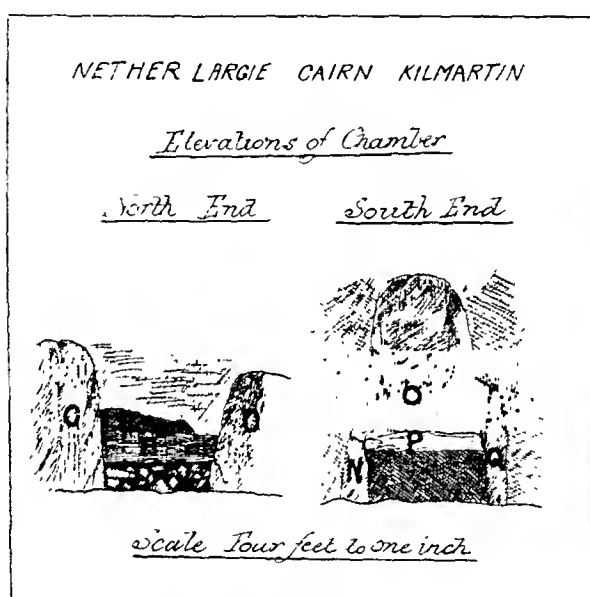 NETHER LARGIE CAIRN KILMARTIN
Elevations of Chamber
North End
South End
G
H
O
P
N
Q
Scale Four feet to one inch